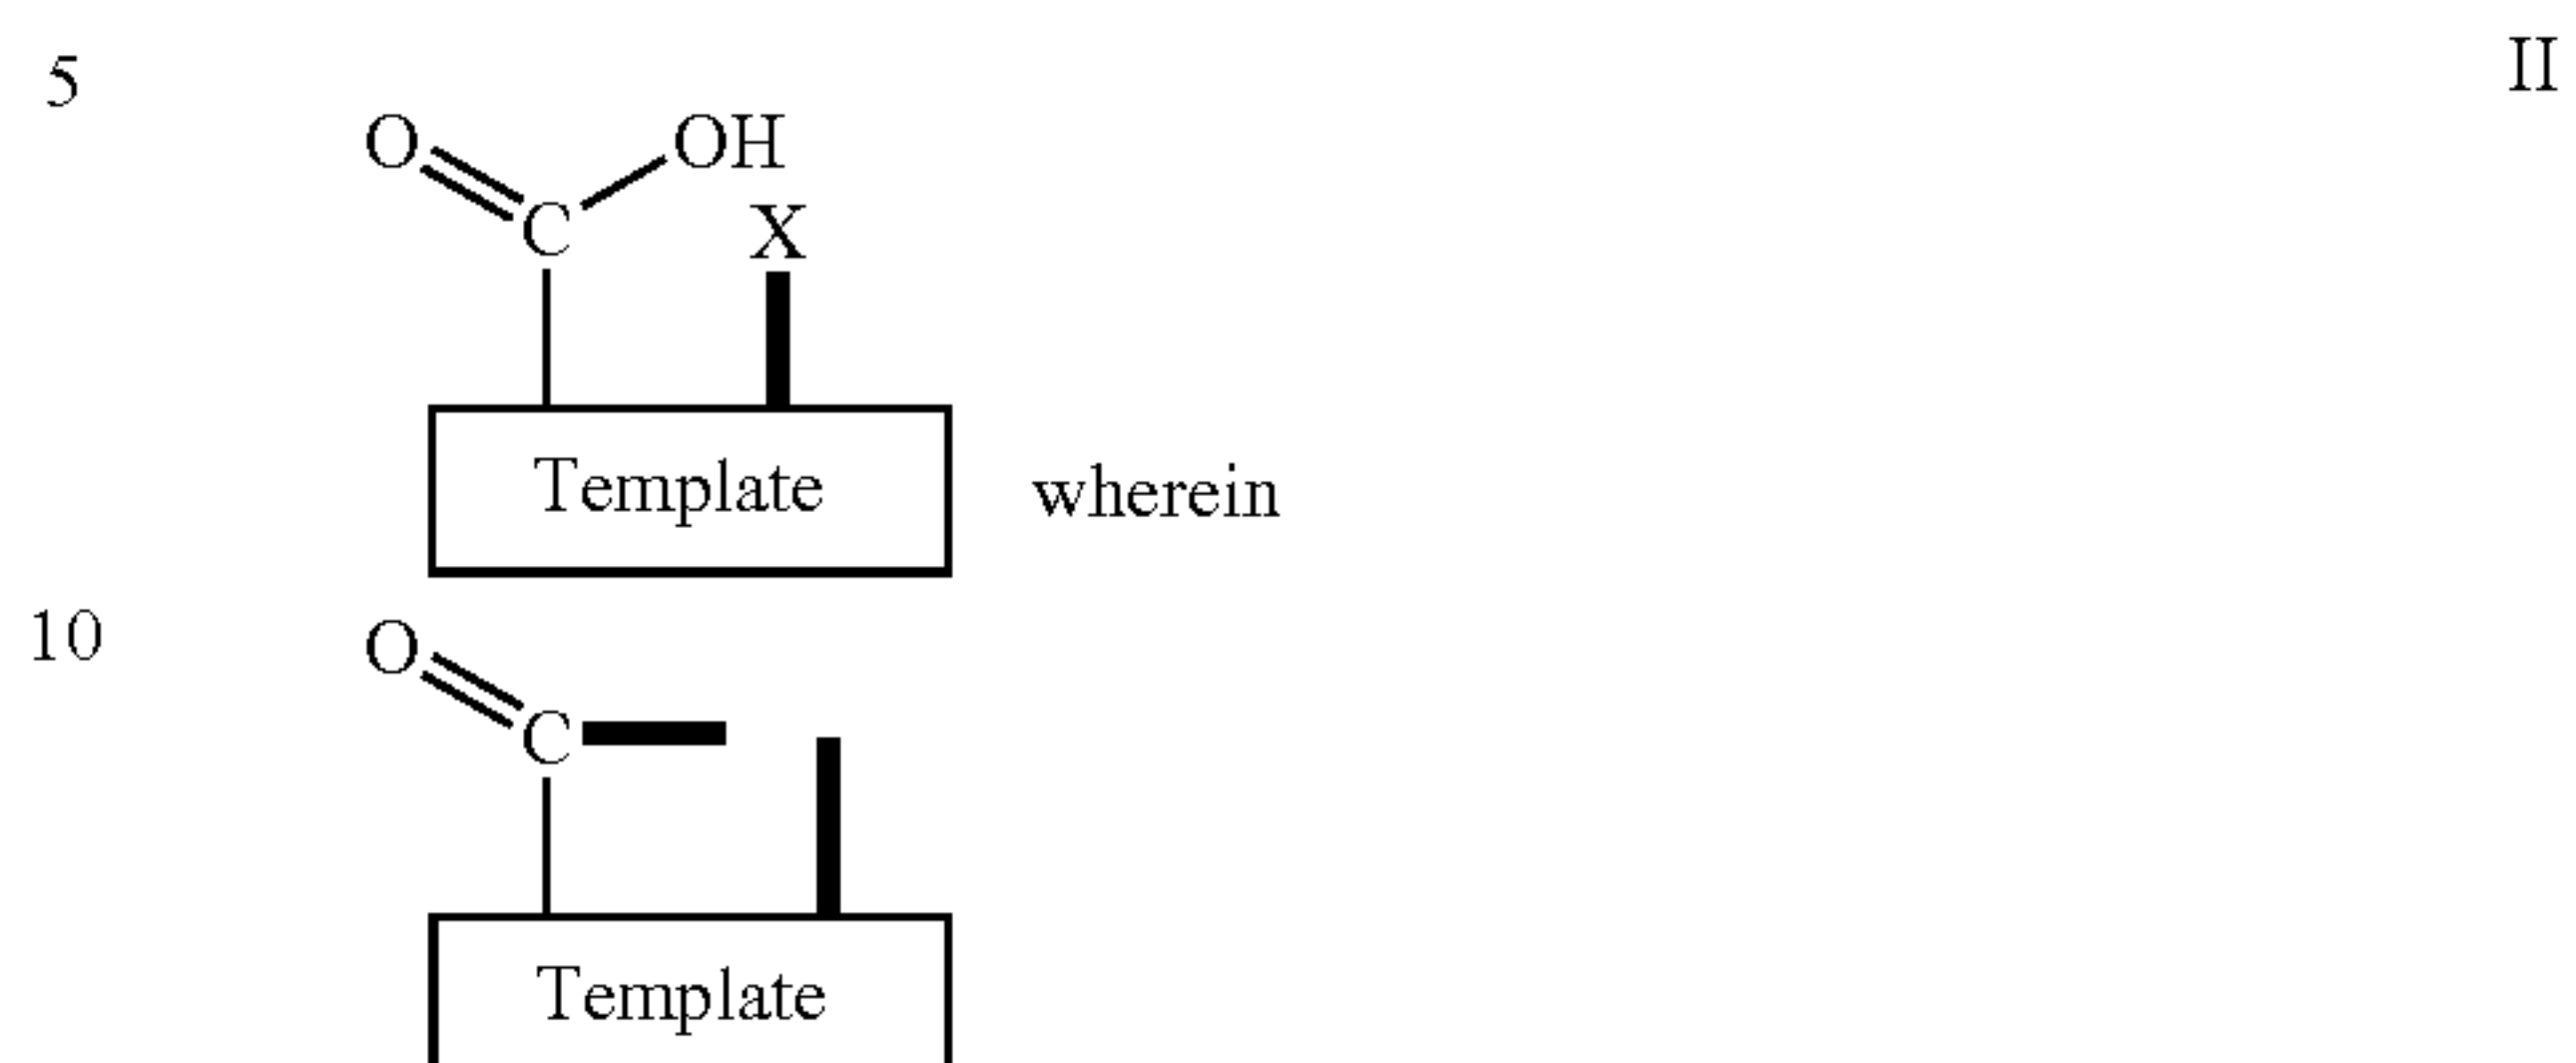 5 II
O OH
C X
Template wherein
10 O
C
Template